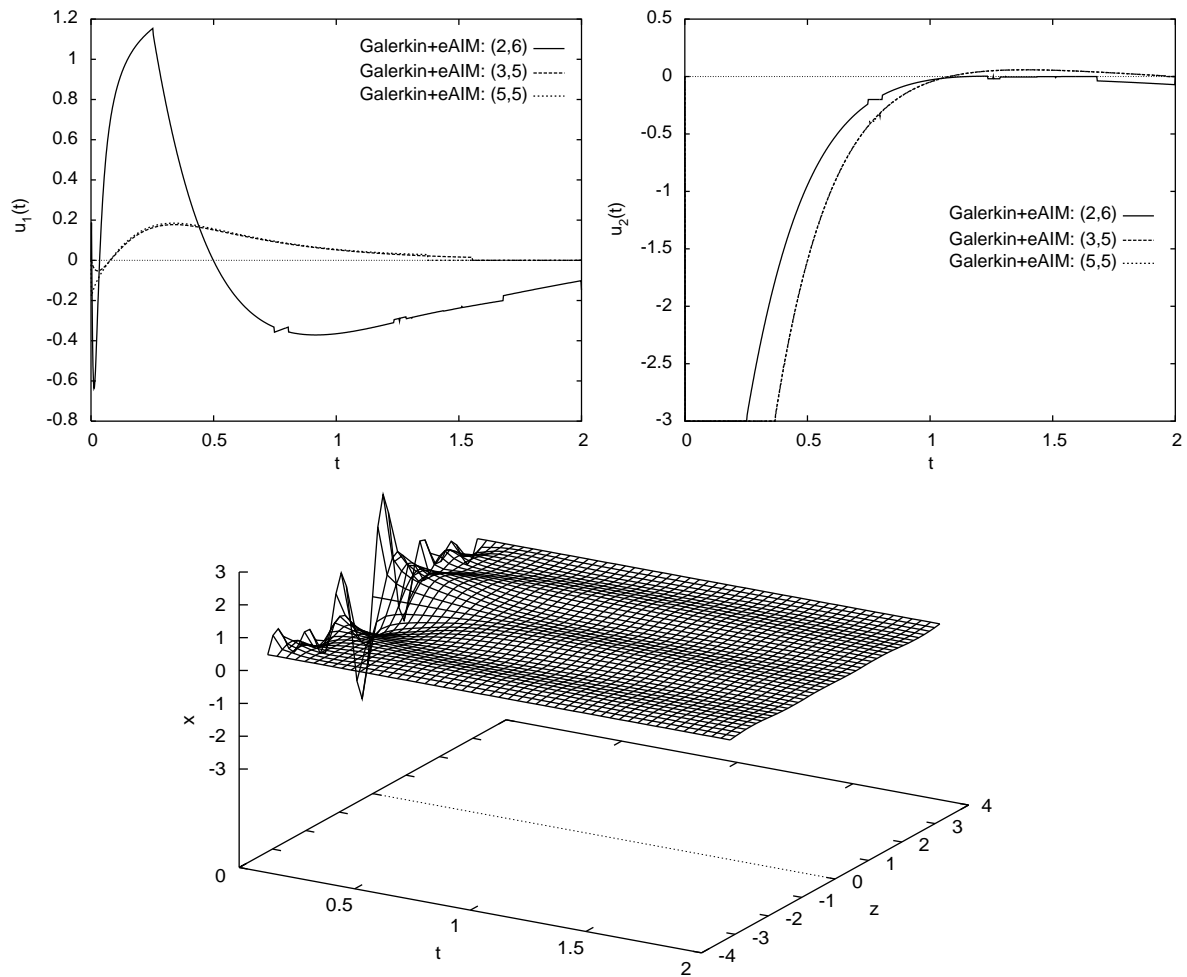 1.2
1
0.8
0.6
0.4
0.2
0
-0.2
-0.4
-0.6
-0.8
u1(t)
Galerkin+eAIM: (2,6)
Galerkin+eAIM: (3,5)
Galerkin+eAIM: (5,5)
0 0.5 1 1.5 2
t
0.5
0
-0.5
-1
-1.5
-2
-2.5
-3
u2(t)
Galerkin+eAIM: (2,6)
Galerkin+eAIM: (3,5)
Galerkin+eAIM: (5,5)
0 0.5 1 1.5 2
t
3
2
1
0
-1
-2
-3
x
0
0.5
1
1.5
2
t
-4
-3
-2
-1
0
1
2
3
4
z